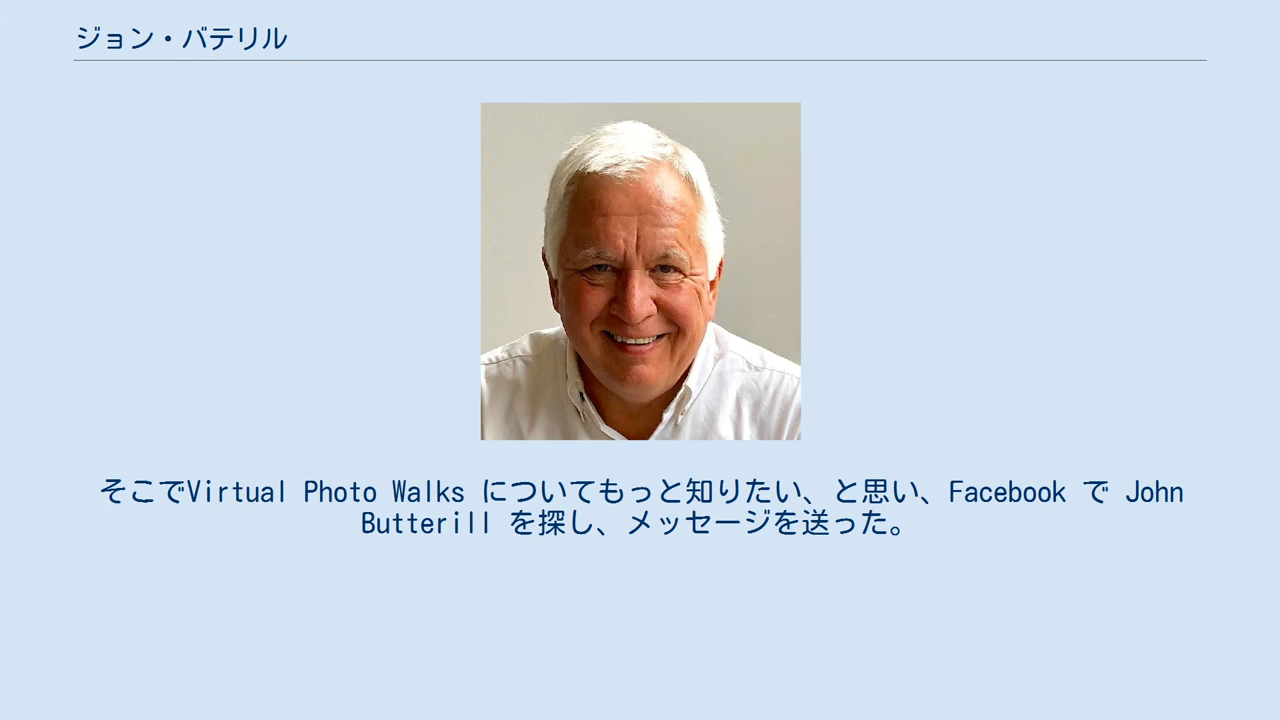 ジョン・バテリル
そこでVirtual Photo Walks についてもっと知りたい、と思い、Facebook で John
Butterill を探し、メッセージを送った。